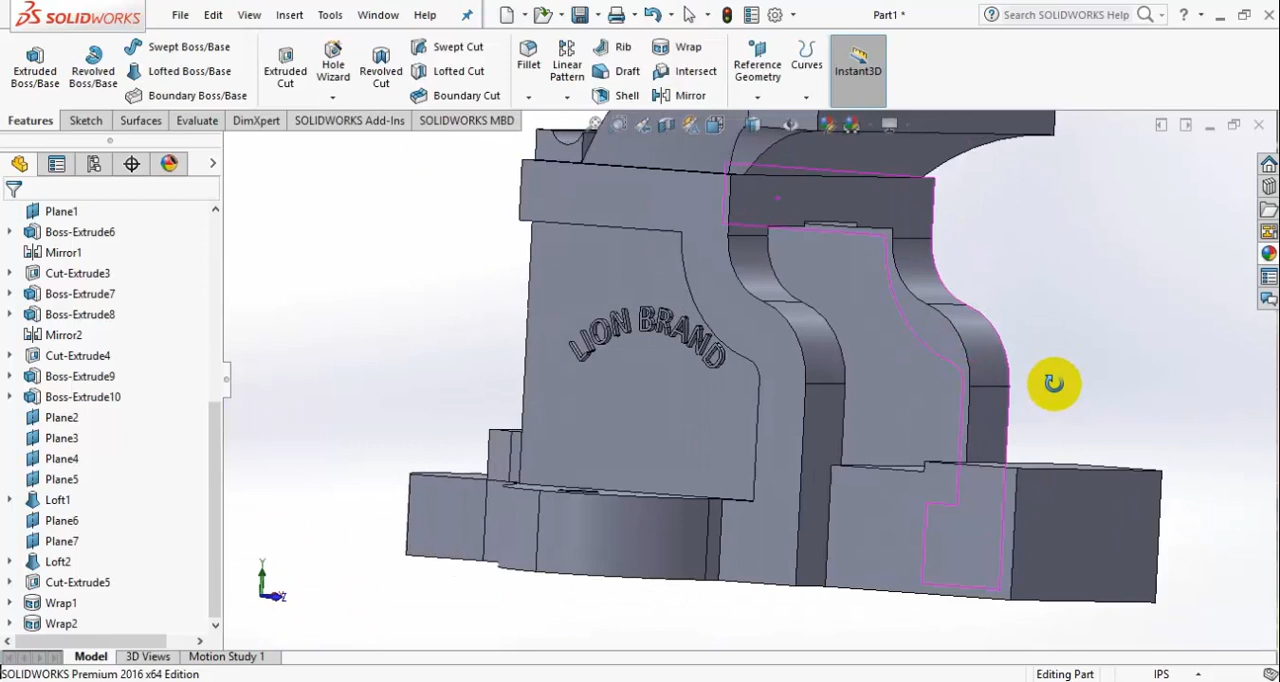 SOLIDWORKS
File Edit View Insert Tools Window Help
Part1 *
Search SOLIDWORKS Help
?
Extruded Boss/Base
Revolved Boss/Base
Swept Boss/Base
Lofted Boss/Base
Boundary Boss/Base
Extruded Cut
Hole Wizard
Revolved Cut
Swept Cut
Lofted Cut
Boundary Cut
Fillet
Linear Pattern
Rib
Draft
Shell
Wrap
Intersect
Mirror
Reference Geometry
Curves
Instant3D
Features Sketch Surfaces Evaluate DimXpert SOLIDWORKS Add-Ins SOLIDWORKS MBD
Plane1
Boss-Extrude6
Mirror1
Cut-Extrude3
Boss-Extrude7
Boss-Extrude8
Mirror2
Cut-Extrude4
Boss-Extrude9
Boss-Extrude10
Plane2
Plane3
Plane4
Plane5
Loft1
Plane6
Plane7
Loft2
Cut-Extrude5
Wrap1
Wrap2
LION BRAND
Y
Z
Model 3D Views Motion Study 1
SOLIDWORKS Premium 2016 x64 Edition
Editing Part
IPS